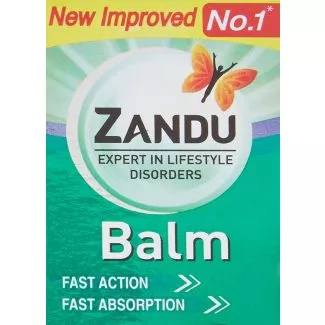 New Improved No.1*
ZANDU
EXPERT IN LIFESTYLE
DISORDERS
Balm
FAST ACTION
FAST ABSORPTION